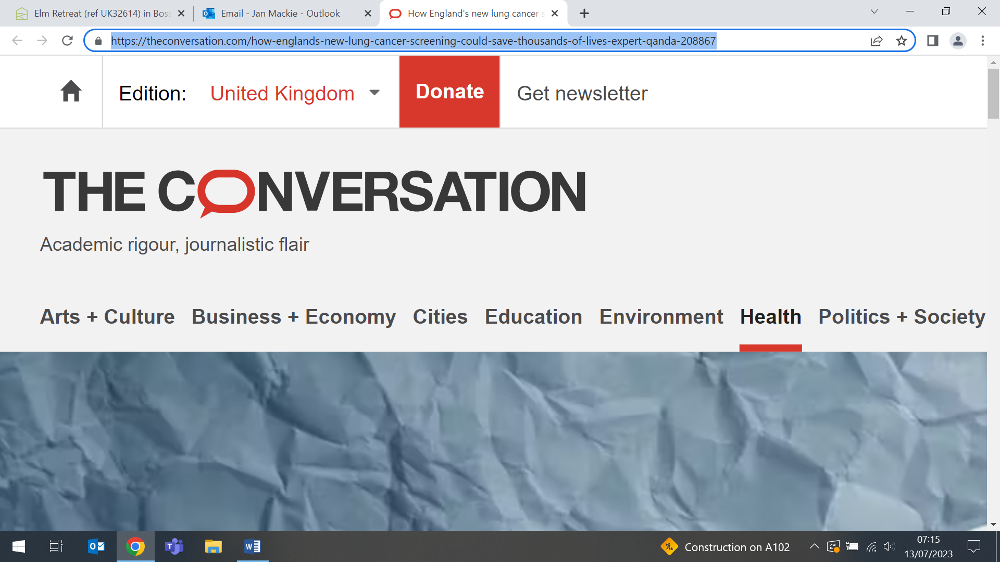 Elm Retreat (ref UK32614) in Boss
Email - Jan Mackie - Outlook
How England's new lung cancer s
https://theconversation.com/how-englands-new-lung-cancer-screening-could-save-thousands-of-lives-expert-qanda-208867
Edition: United Kingdom Donate Get newsletter
THE CONVERSATION
Academic rigour, journalistic flair
Arts + Culture Business + Economy Cities Education Environment Health Politics + Society
Construction on A102
07:15
13/07/2023